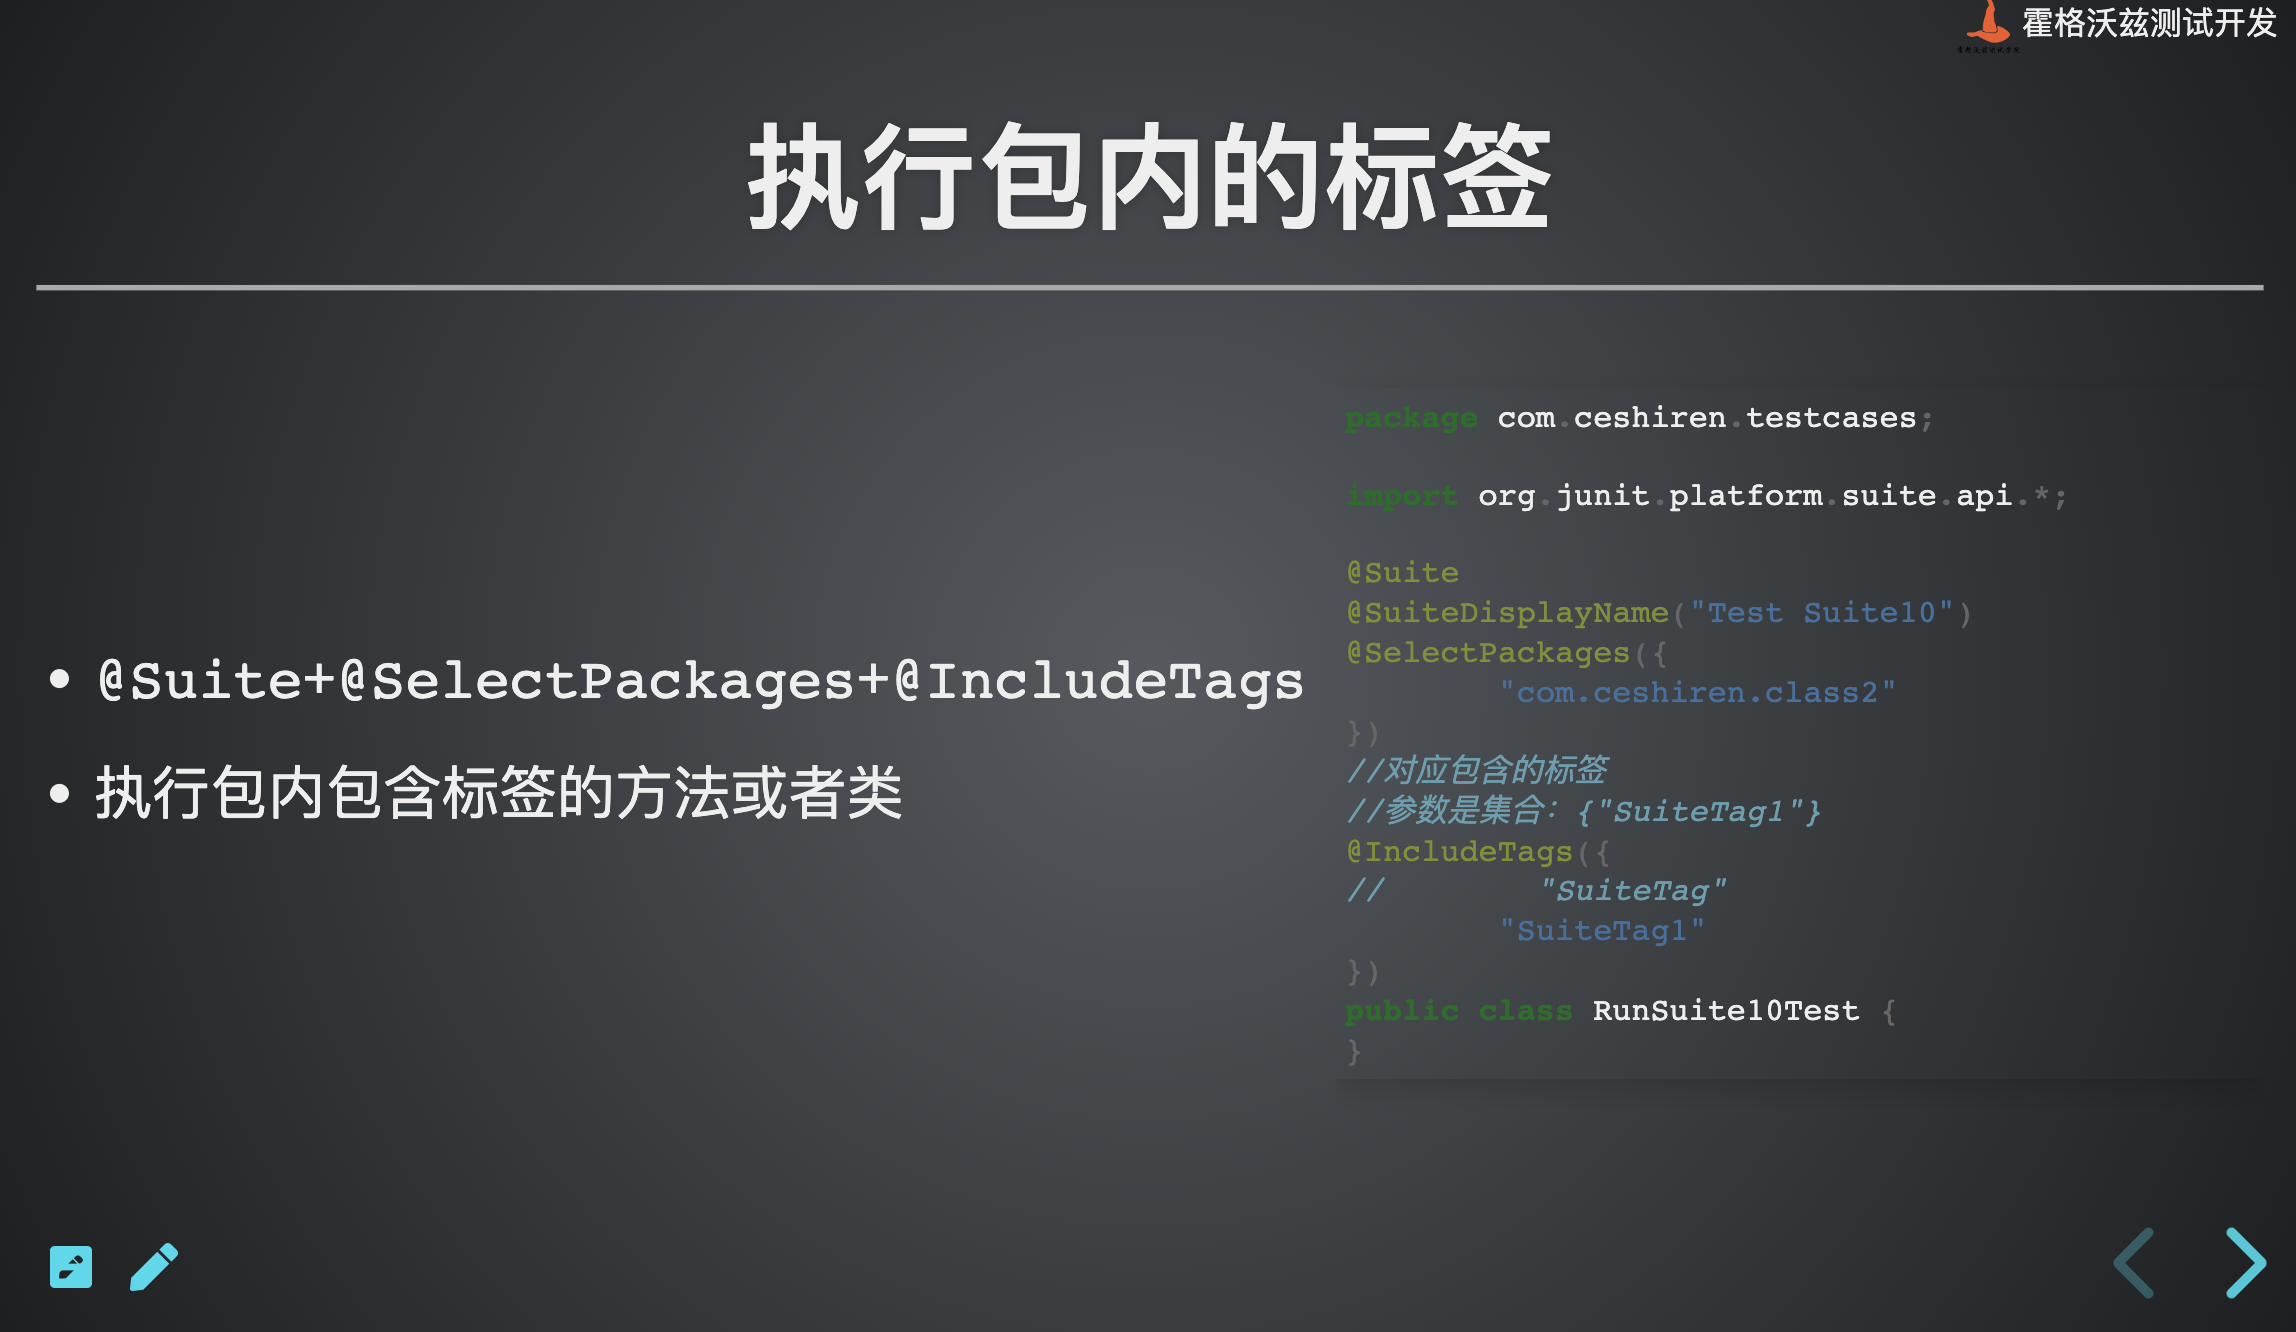 霍格沃兹测试开发
执行包内的标签
• @Suite+@SelectPackages+@IncludeTags
• 执行包内包含标签的方法或者类
package com.ceshiren.testcases;
import org.junit.platform.suite.api.*;
@Suite
@SuiteDisplayName("Test Suite10")
@SelectPackages({
        "com.ceshiren.class2"
})
//对应包含的标签
//参数是集合：{"SuiteTag1"}
@IncludeTags({
//        "SuiteTag"
        "SuiteTag1"
})
public class RunSuite10Test {
}